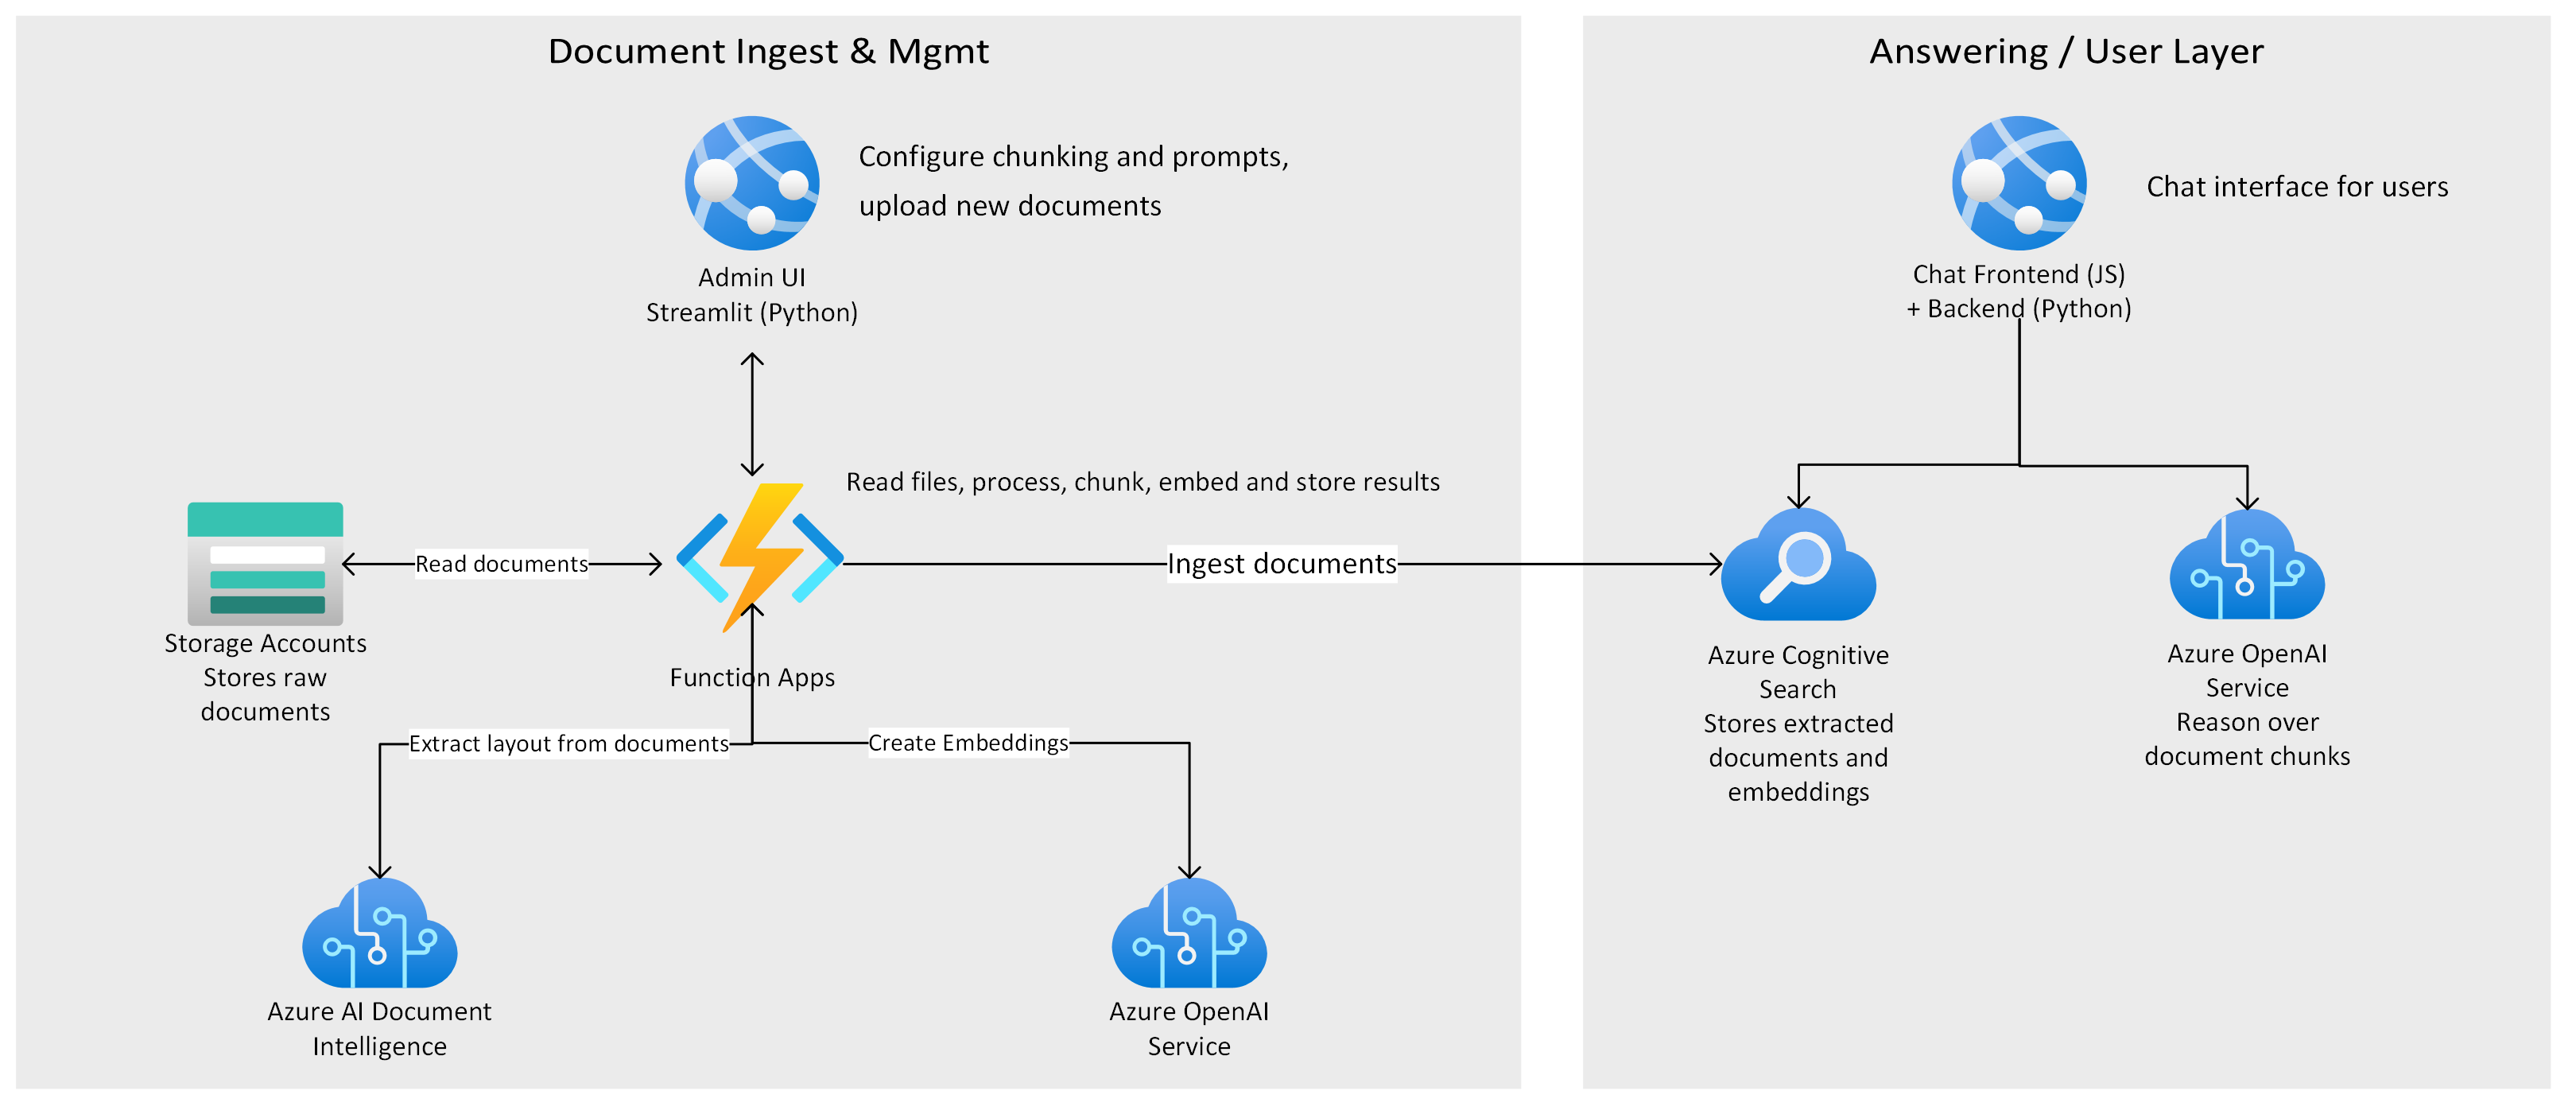 Document Ingest & Mgmt
Configure chunking and prompts,
upload new documents
Admin UI
Streamlit (Python)
Read files, process, chunk, embed and store results
Read documents
Ingest documents
Storage Accounts
Stores raw
documents
Function Apps
Extract layout from documents
Create Embeddings
Azure AI Document
Intelligence
Azure OpenAI
Service
Answering / User Layer
Chat interface for users
Chat Frontend (JS)
+ Backend (Python)
Azure Cognitive
Search
Stores extracted
documents and
embeddings
Azure OpenAI
Service
Reason over
document chunks